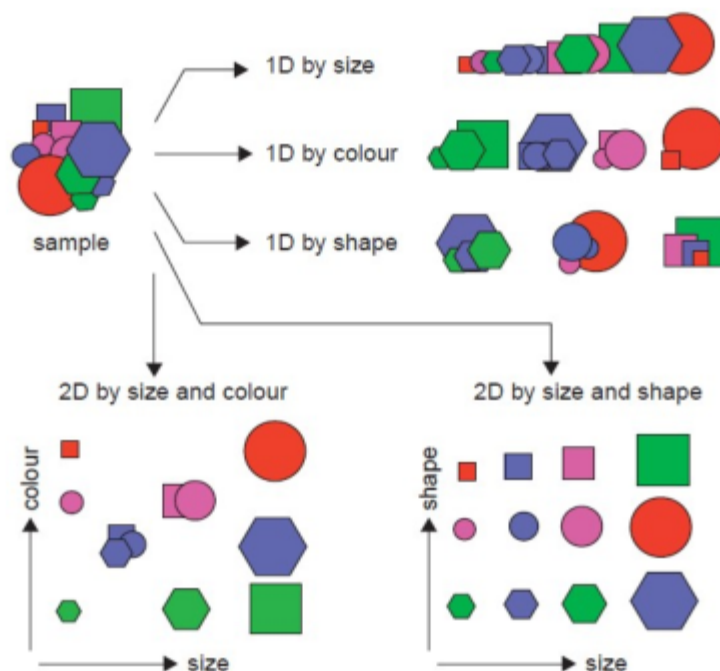 1D by size
1D by colour
sample
1D by shape
2D by size and colour
2D by size and shape
colour
shape
size
size